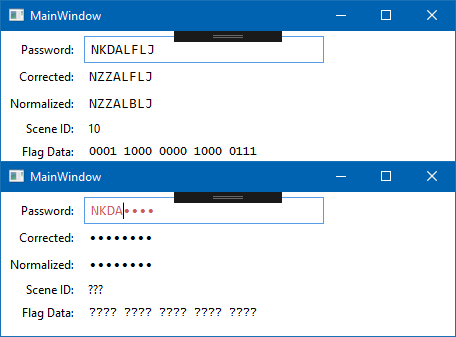 MainWindow
Password: NKDALFLJ
Corrected: NZZALFLJ
Normalized: NZZALBLJ
Scene ID: 10
Flag Data: 0001 1000 0000 1000 0111
MainWindow
Password: NKDA••••
Corrected: ••••••••
Normalized: ••••••••
Scene ID: ???
Flag Data: ???? ???? ???? ???? ????